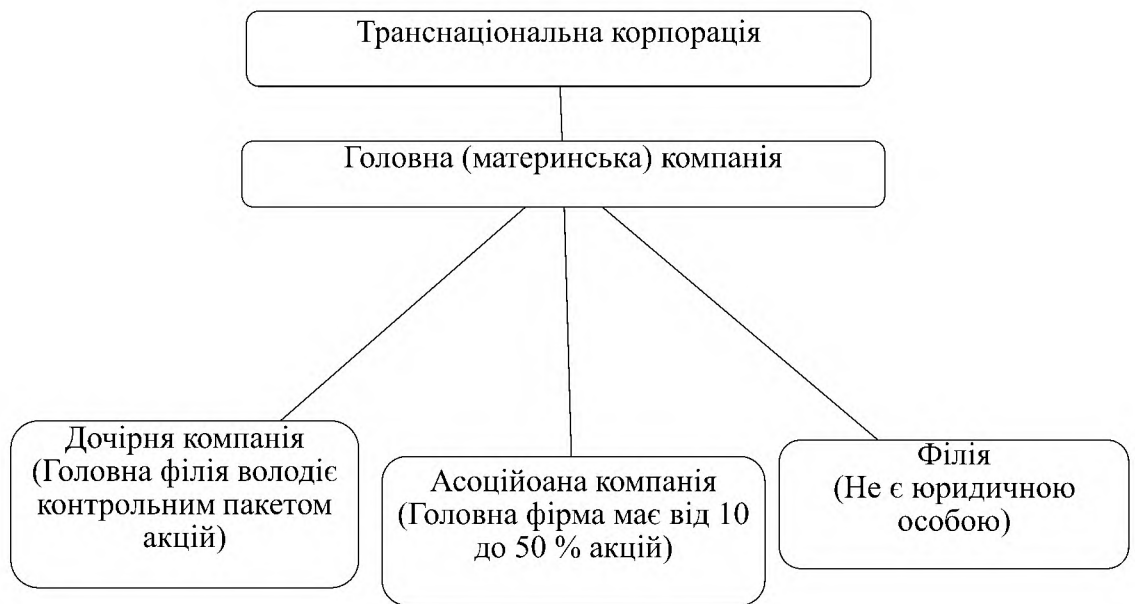 Транснаціональна корпорація
Головна (материнська) компанія
Дочірня компанія
(Головна філія володіє
контрольним пакетом
акцій)
Асоційоана компанія
(Головна фірма має від 10
до 50 % акцій)
Філія
(Не є юридичною
особою)